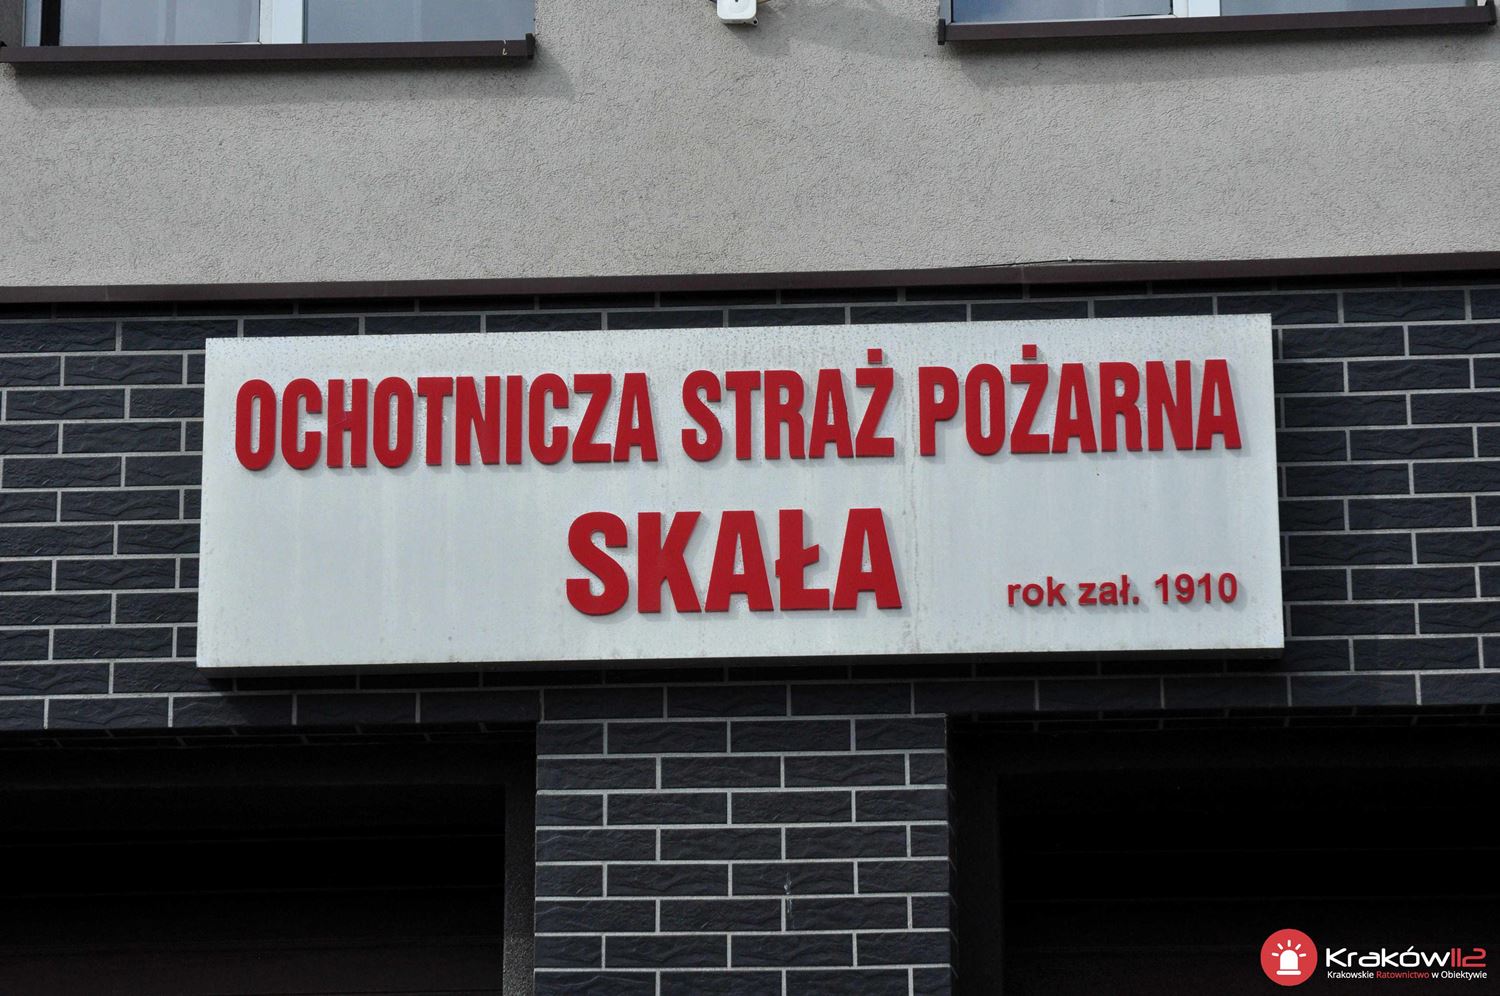 OCHOTNICZA STRAŻ POŻARNA
SKAŁA
rok zał. 1910
Kraków112
Krakowskie Ratownictwo w Obiektywie